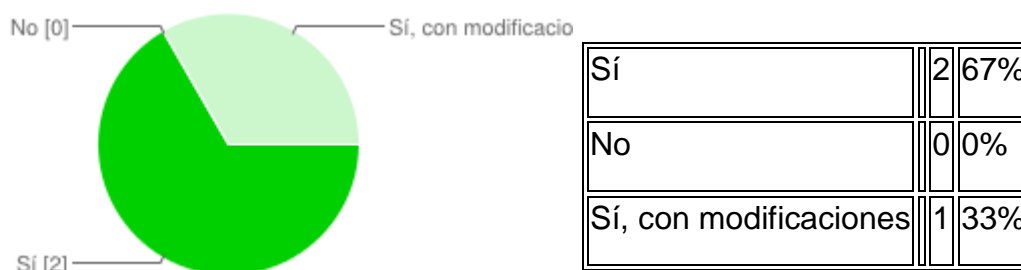 No [0]
Sí, con modificacio
Sí [2]
Sí 2 67%
No 0 0%
Sí, con modificaciones 1 33%